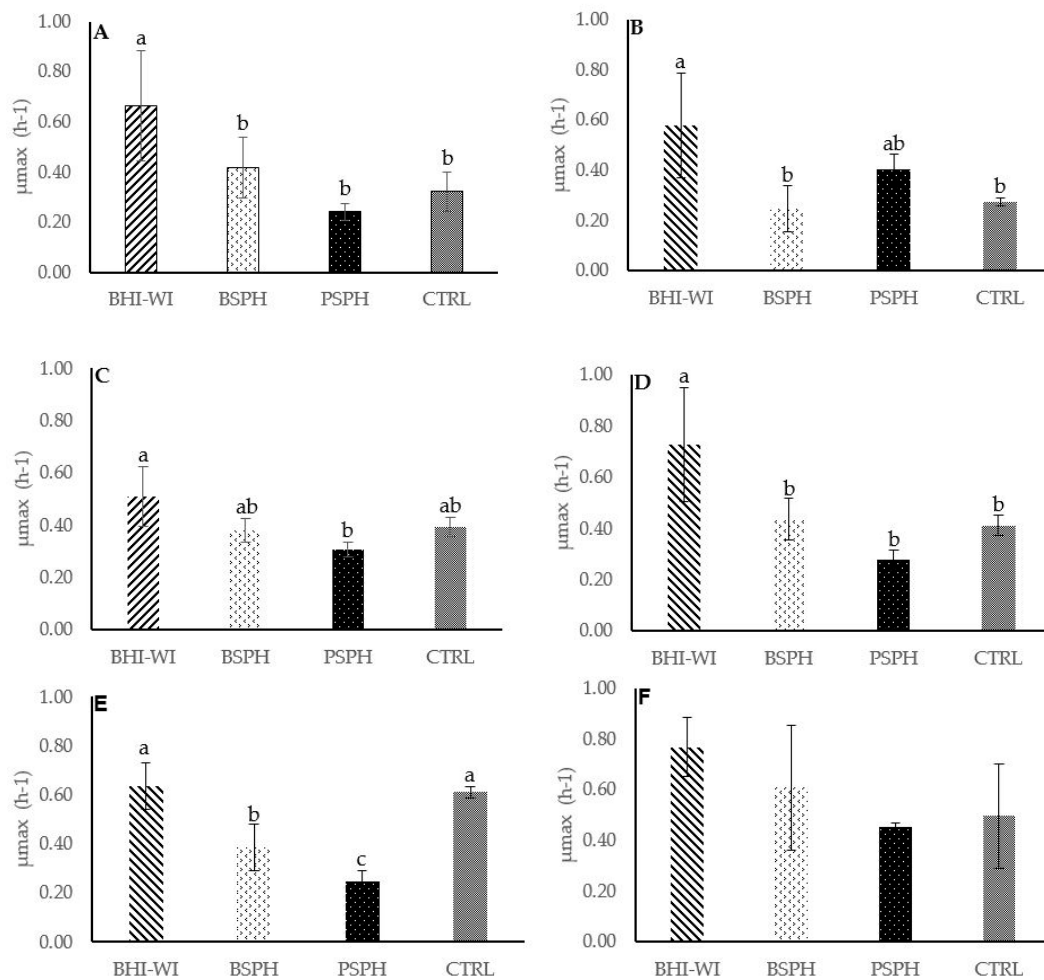 A
μmax (h-1)
1.00
0.80
0.60
0.40
0.20
0.00
a
b
b
b
BHI-WI BSPH PSPH CTRL
B
μmax (h-1)
1.00
0.80
0.60
0.40
0.20
0.00
a
b
ab
b
BHI-WI BSPH PSPH CTRL
C
μmax (h-1)
1.00
0.80
0.60
0.40
0.20
0.00
a
ab
b
ab
BHI-WI BSPH PSPH CTRL
D
μmax (h-1)
1.00
0.80
0.60
0.40
0.20
0.00
a
b
b
b
BHI-WI BSPH PSPH CTRL
E
μmax (h-1)
1.00
0.80
0.60
0.40
0.20
0.00
a
b
c
a
BHI-WI BSPH PSPH CTRL
F
μmax (h-1)
1.00
0.80
0.60
0.40
0.20
0.00
BHI-WI BSPH PSPH CTRL